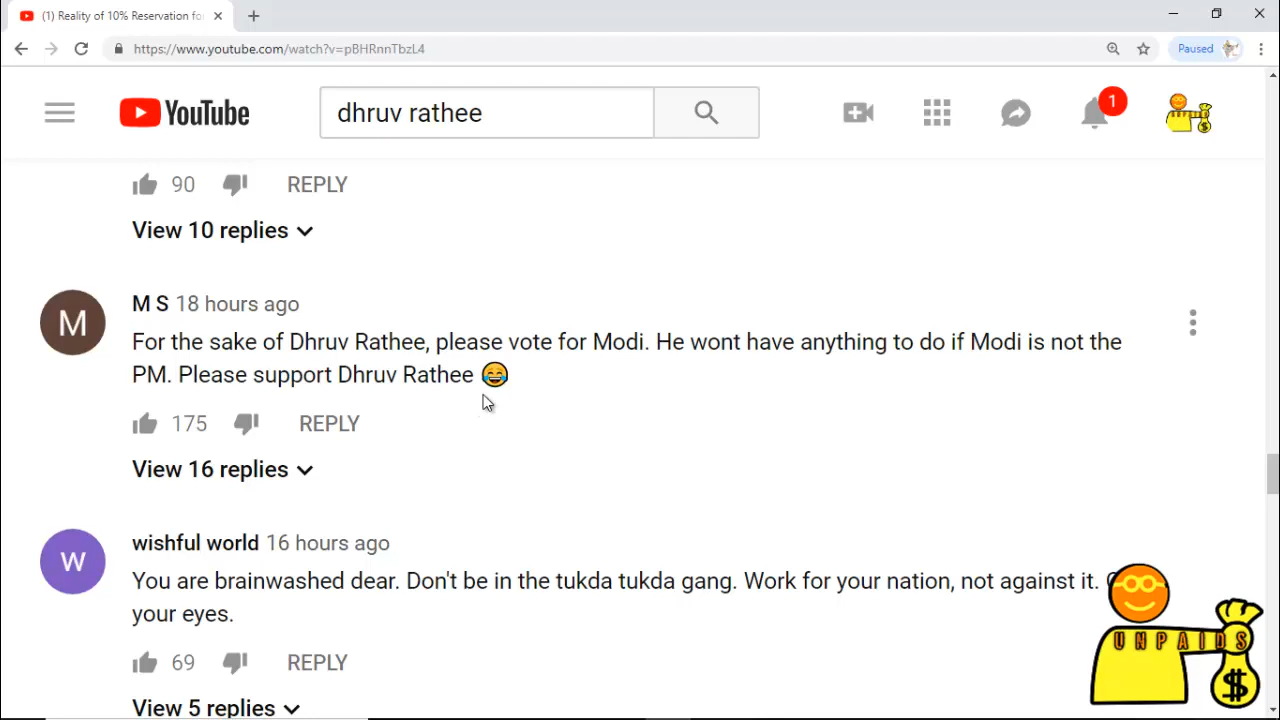 (1) Reality of 10% Reservation for
https://www.youtube.com/watch?v=pBHRnnTbzL4
Paused
YouTube
dhruv rathee
1
90
REPLY
View 10 replies
M
M S 18 hours ago
For the sake of Dhruv Rathee, please vote for Modi. He wont have anything to do if Modi is not the
PM. Please support Dhruv Rathee 😂
175
REPLY
View 16 replies
W
wishful world 16 hours ago
You are brainwashed dear. Don't be in the tukda tukda gang. Work for your nation, not against it.
your eyes.
69
REPLY
View 5 replies
UNPAIDS
$